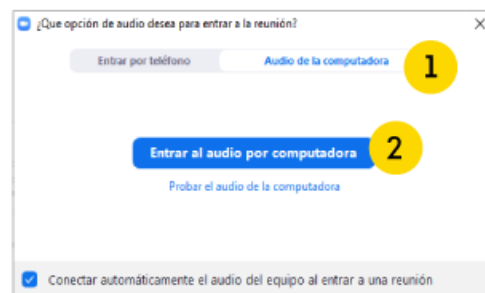 ¿Que opción de audio desea para entrar a la reunión?
Entrar por teléfono
Audio de la computadora
1
Entrar al audio por computadora
2
Probar el audio de la computadora
Conectar automáticamente el audio del equipo al entrar a una reunión